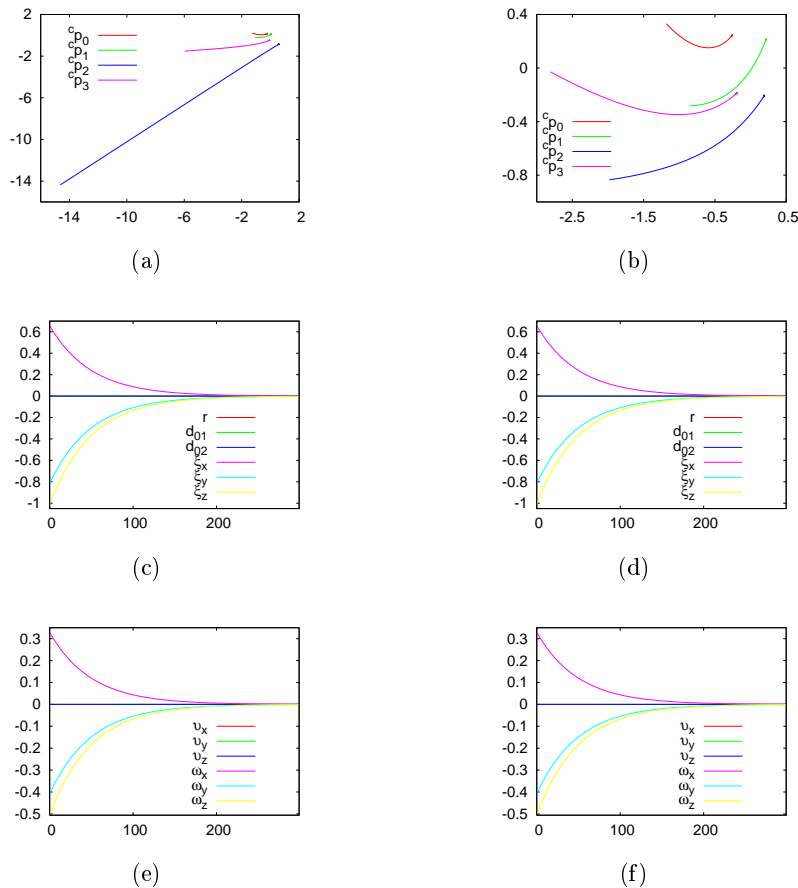 2
-2
-6
-10
-14
-14 -10 -6 -2 2
cp0
cp1
cp2
cp3
(a)
0.4
0
-0.4
-0.8
-2.5 -1.5 -0.5 0.5
cp0
cp1
cp2
cp3
(b)
0.6
0.4
0.2
0
-0.2
-0.4
-0.6
-0.8
-1
0 100 200
r
d01
d02
ξx
ξy
ξz
(c)
0.6
0.4
0.2
0
-0.2
-0.4
-0.6
-0.8
-1
0 100 200
r
d01
d02
ξx
ξy
ξz
(d)
0.3
0.2
0.1
0
-0.1
-0.2
-0.3
-0.4
-0.5
0 100 200
υx
υy
υz
ωx
ωy
ωz
(e)
0.3
0.2
0.1
0
-0.1
-0.2
-0.3
-0.4
-0.5
0 100 200
υx
υy
υz
ωx
ωy
ωz
(f)